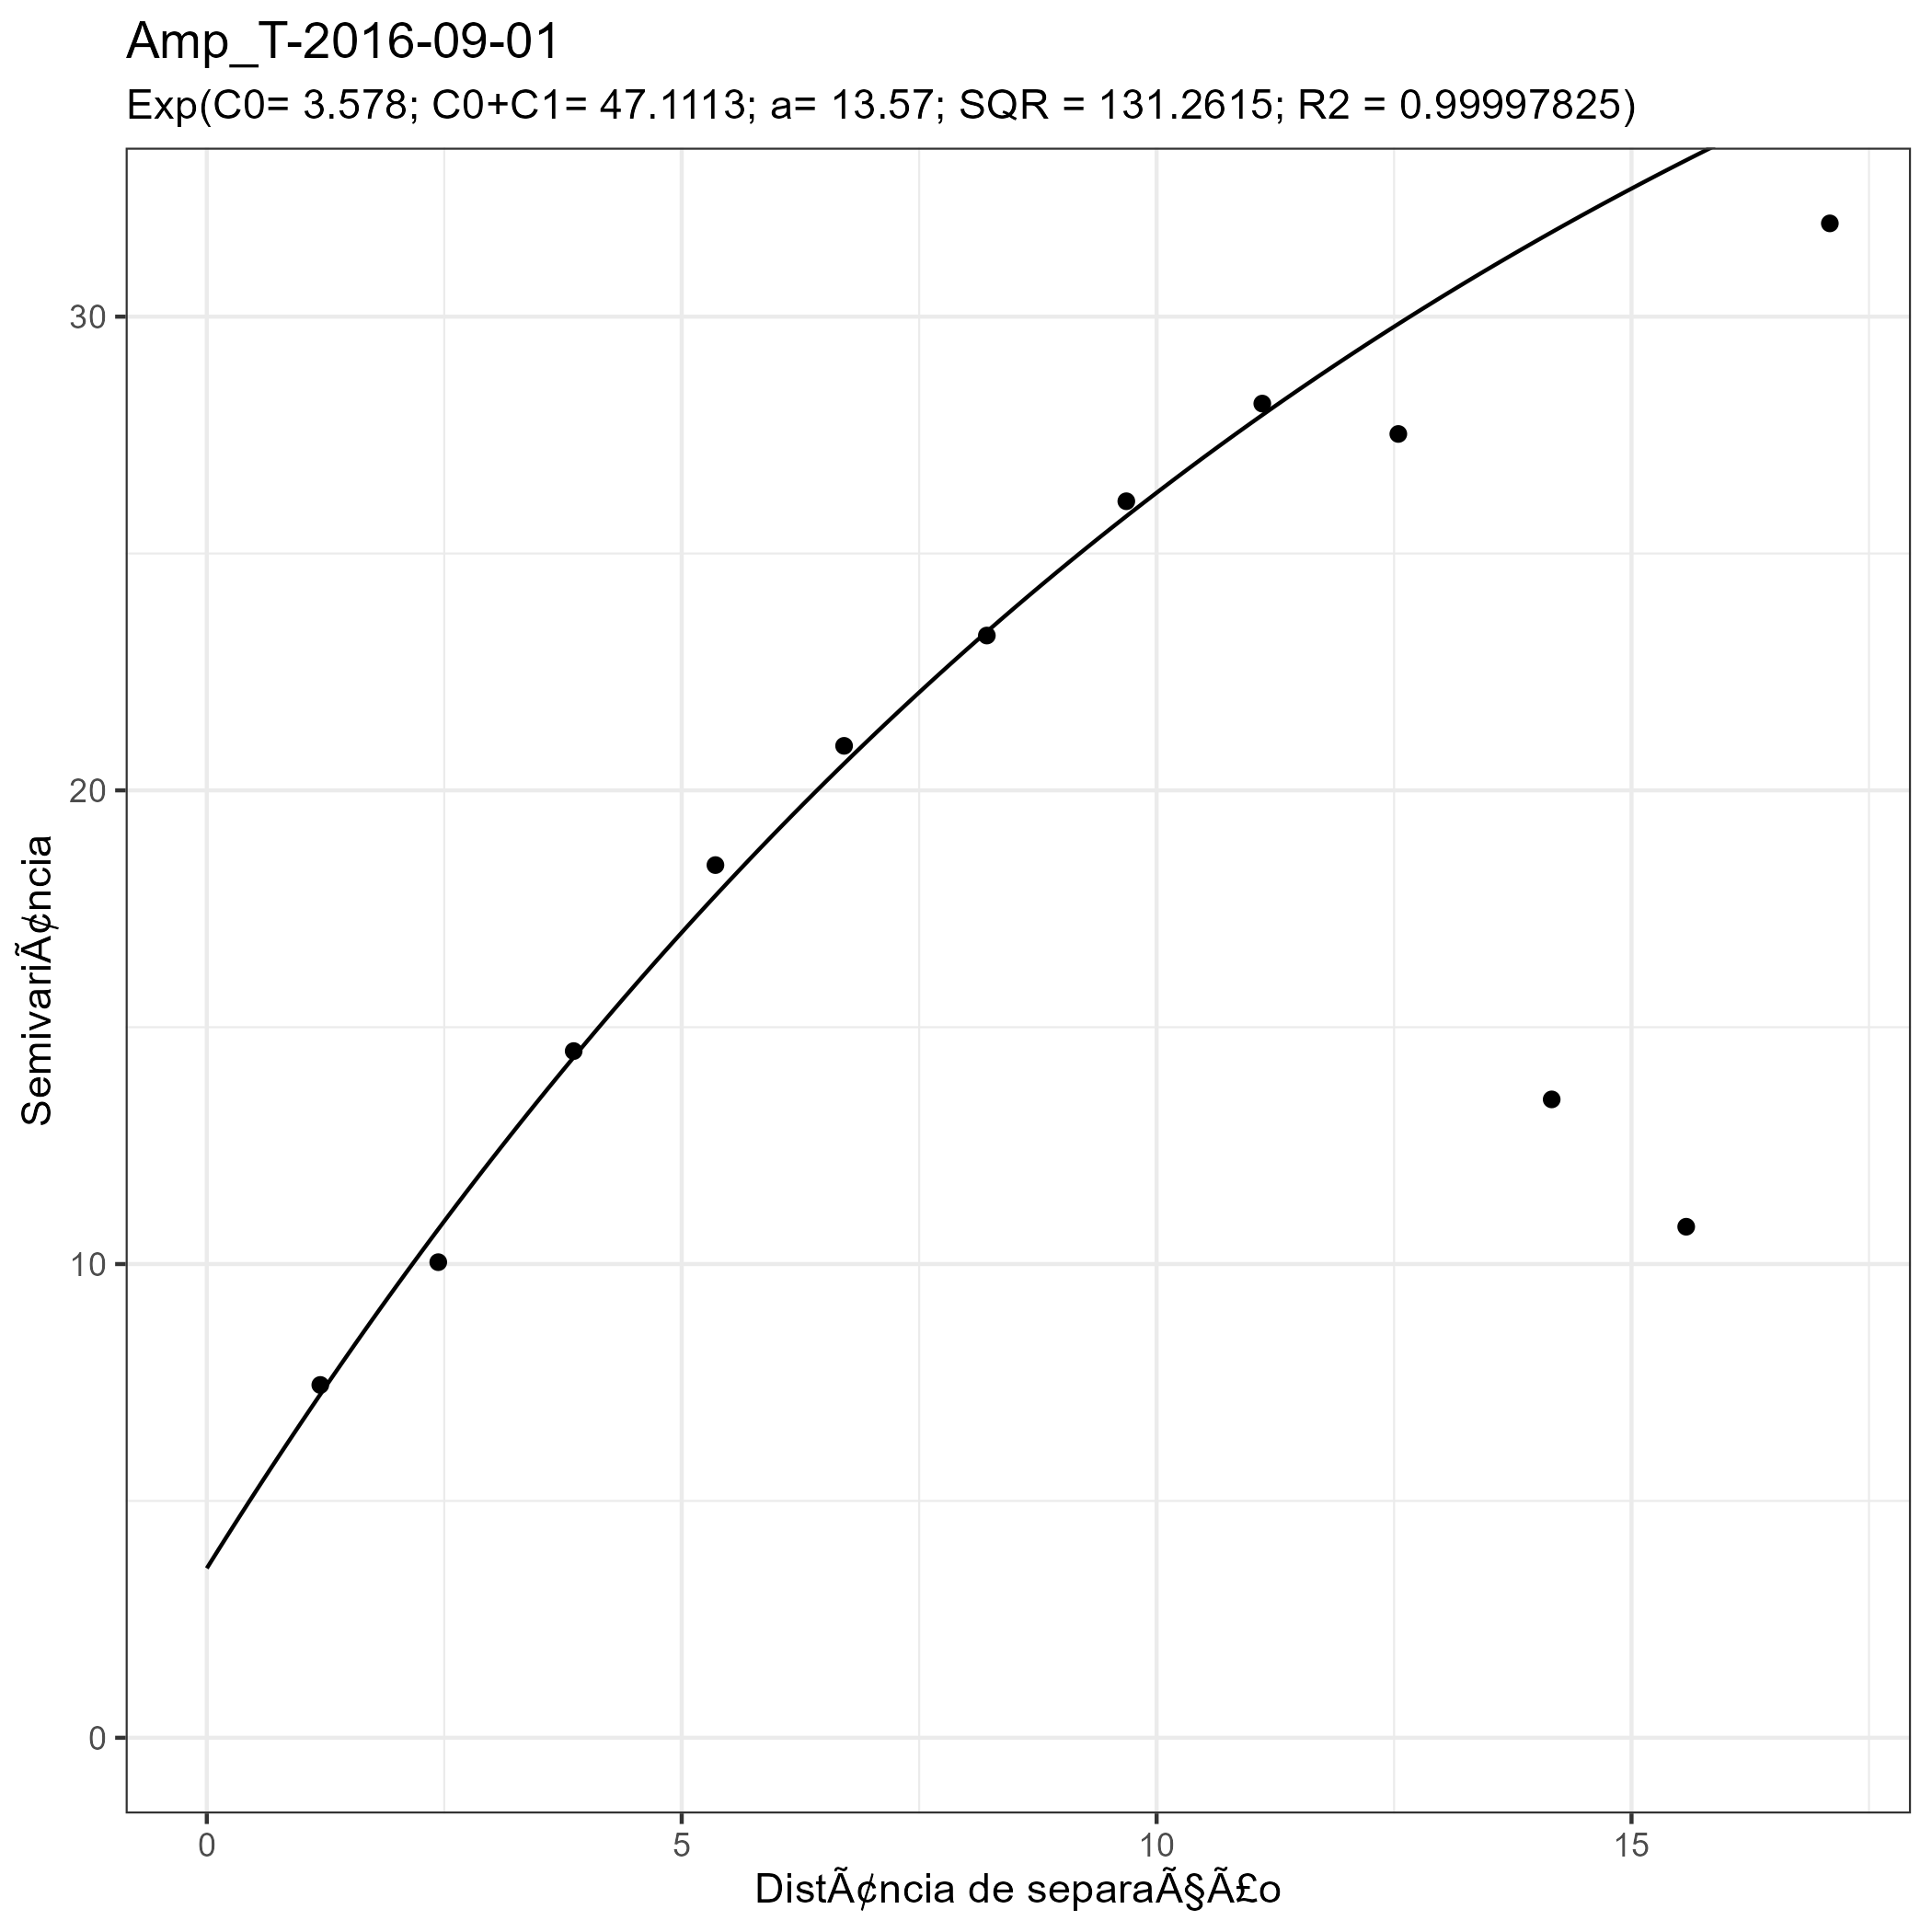 Amp_T-2016-09-01
Exp(C0= 3.578; C0+C1= 47.1113; a= 13.57; SQR = 131.2615; R2 = 0.99997825)
30
20
10
0
SemivariÃ¢ncia
0 5 10 15
DistÃ¢ncia de separaÃ§Ã£o